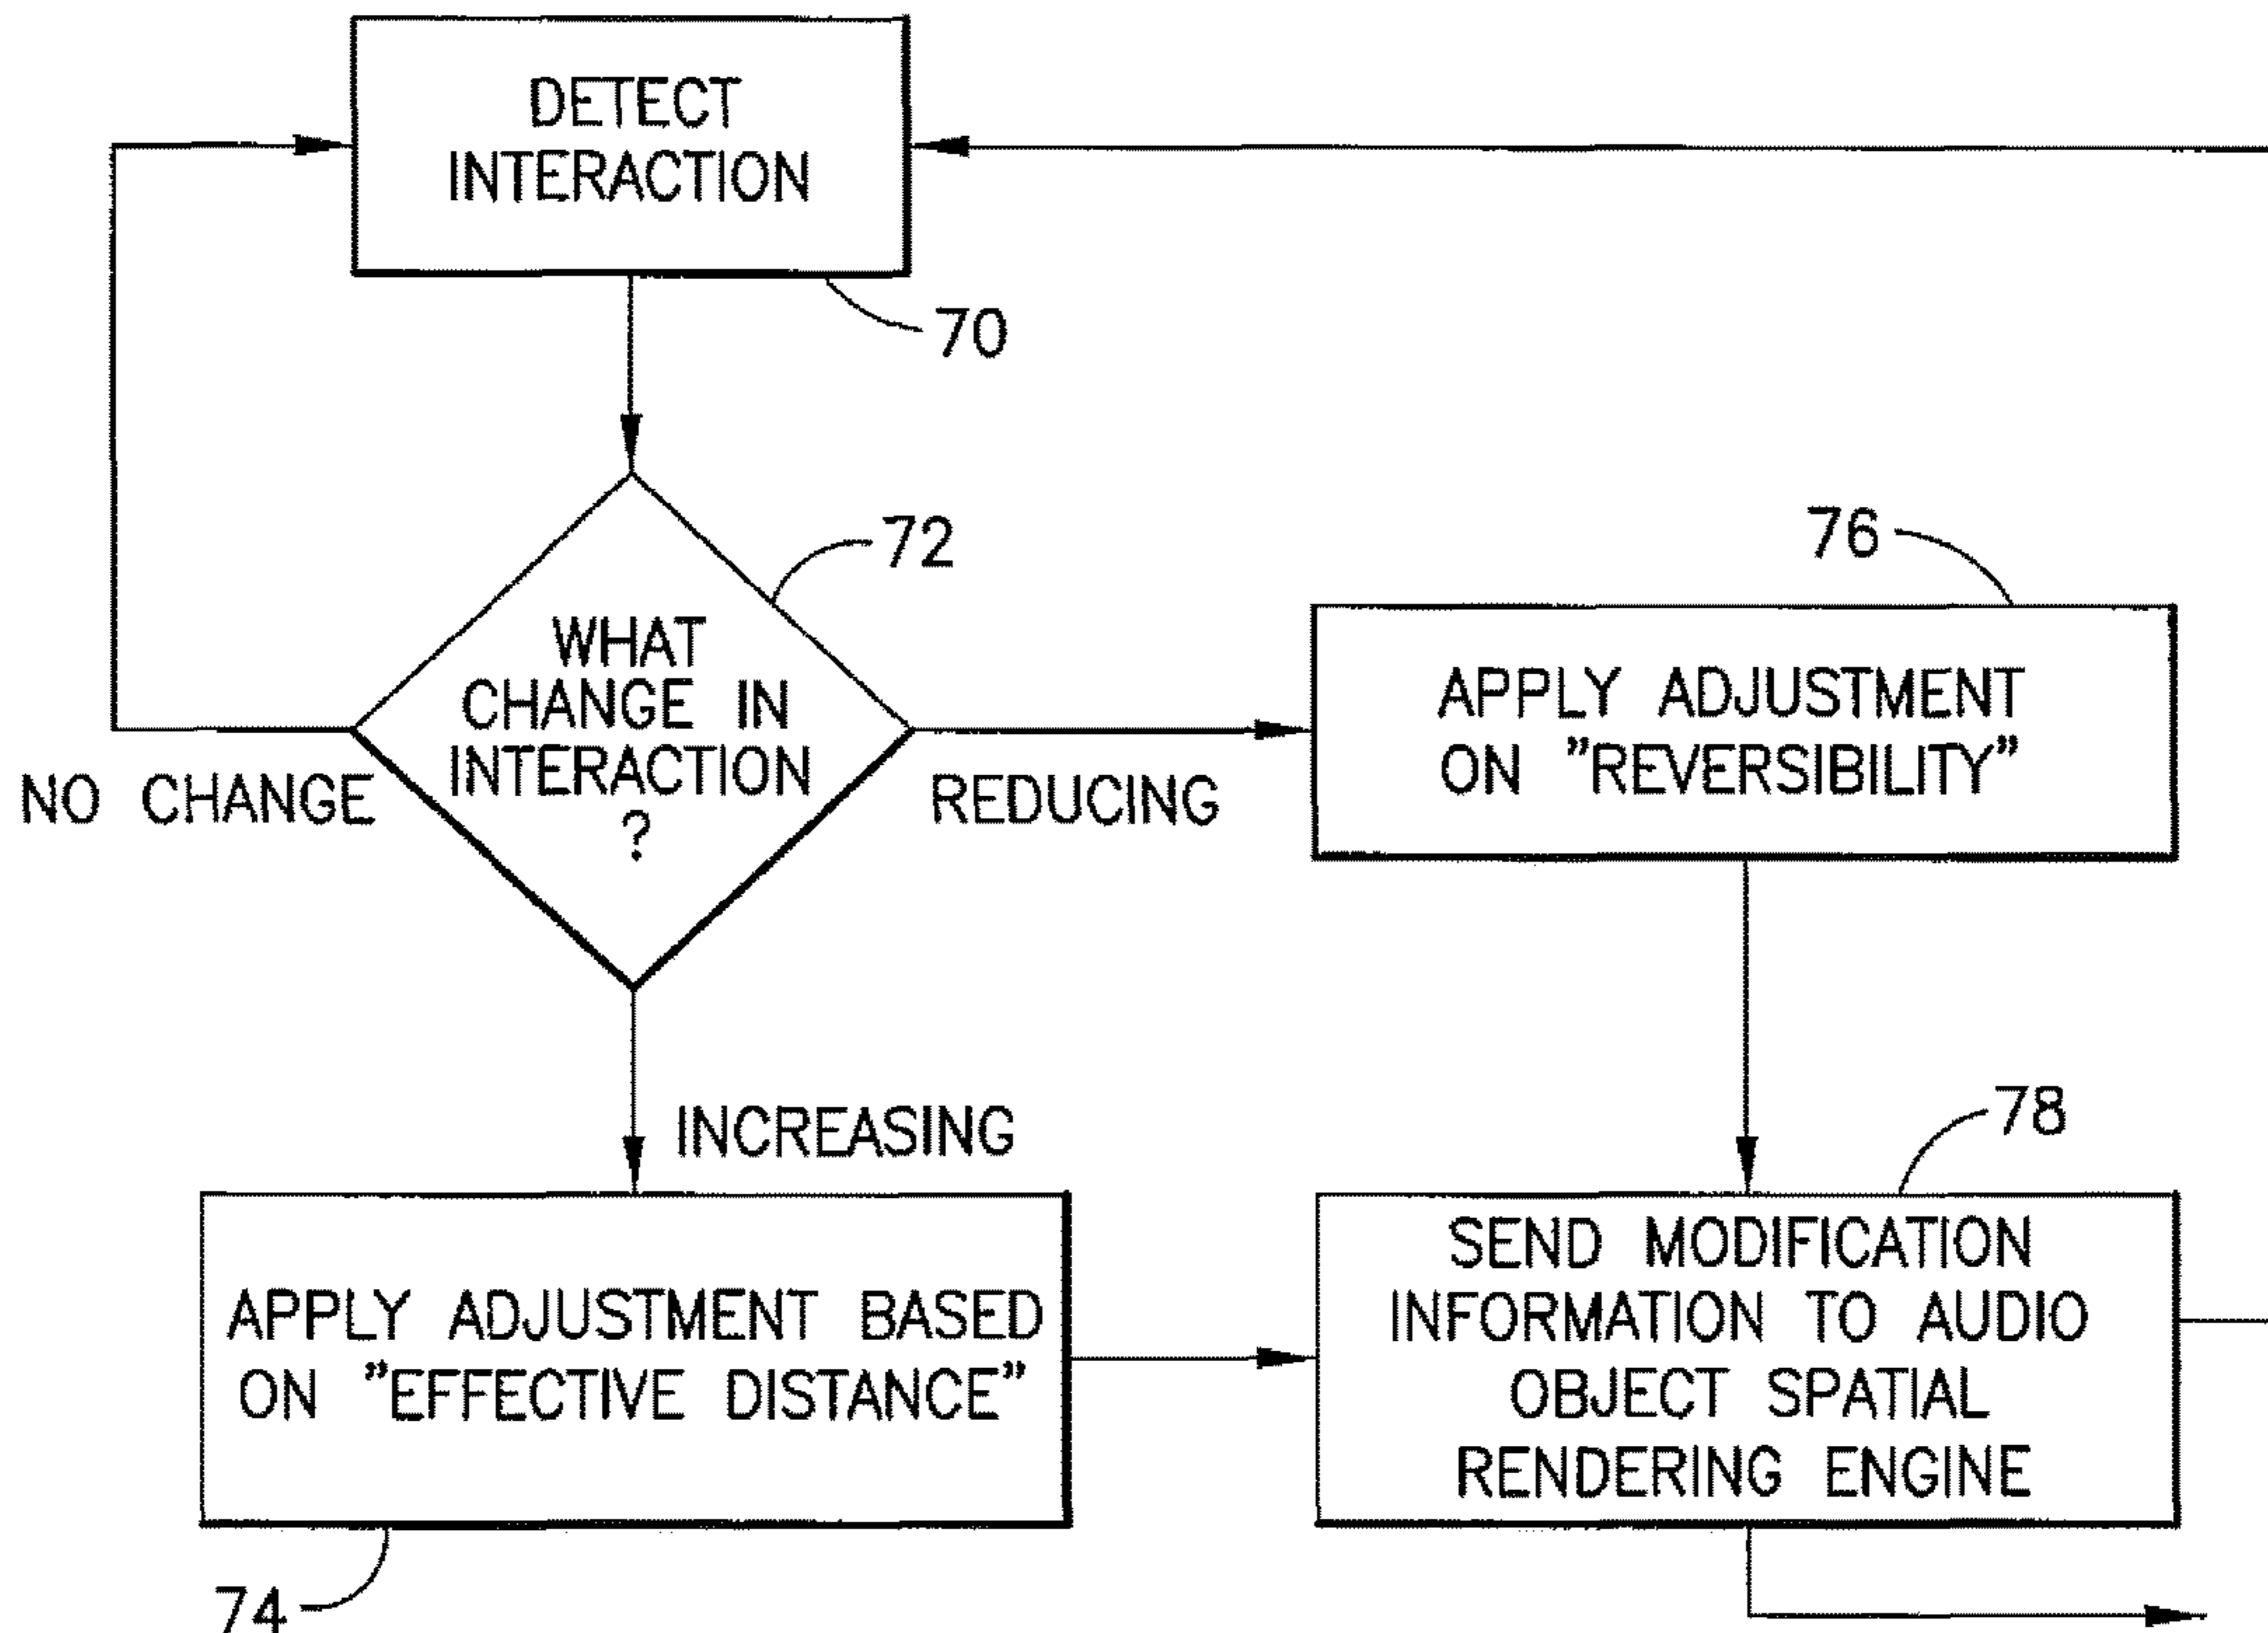 DETECT
INTERACTION
70
72
WHAT
CHANGE IN
INTERACTION
?
NO CHANGE
REDUCING
76
APPLY ADJUSTMENT
ON "REVERSIBILITY"
INCREASING
78
APPLY ADJUSTMENT BASED
ON "EFFECTIVE DISTANCE"
74
SEND MODIFICATION
INFORMATION TO AUDIO
OBJECT SPATIAL
RENDERING ENGINE